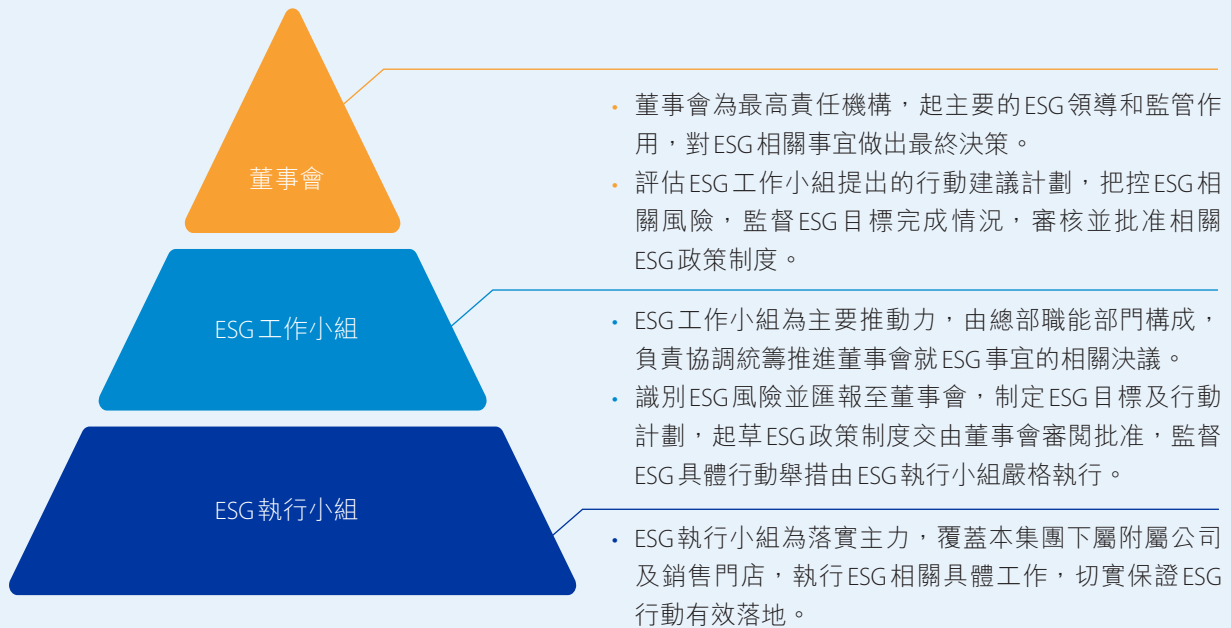 董事會
• 董事會為最高責任機構，起主要的ESG領導和監管作
用，對ESG相關事宜做出最終決策。
• 評估ESG工作小組提出的行動建議計劃，把控ESG相
關風險，監督ESG目標完成情況，審核並批准相關
ESG政策制度。
ESG工作小組
• ESG工作小組為主要推動力，由總部職能部門構成，
負責協調統籌推進董事會就ESG事宜的相關決議。
• 識別ESG風險並匯報至董事會，制定ESG目標及行動
計劃，起草ESG政策制度交由董事會審閱批准，監督
ESG具體行動舉措由ESG執行小組嚴格執行。
ESG執行小組
• ESG執行小組為落實主力，覆蓋本集團下屬附屬公司
及銷售門店，執行ESG相關具體工作，切實保證ESG
行動有效落地。